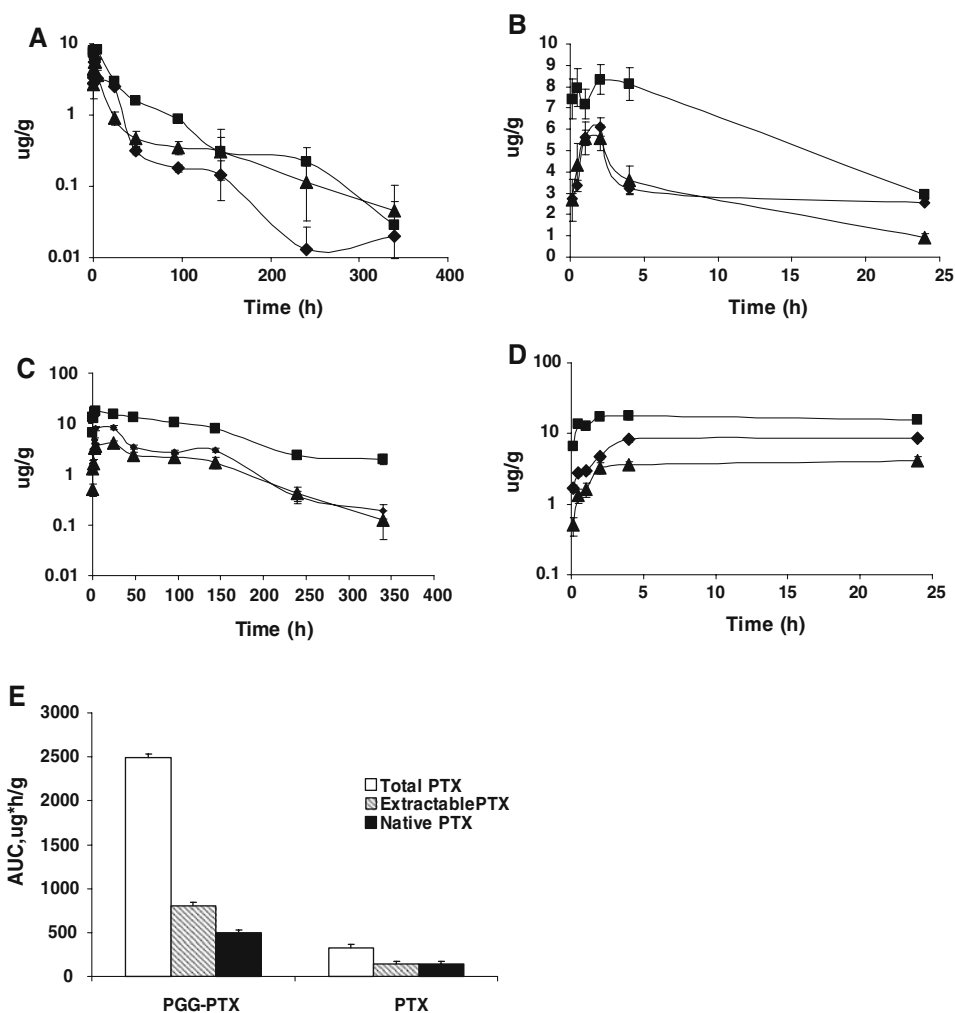 A
10
1
0.1
0.01
ug/g
0 100 200 300 400
Time (h)
B
10
9
8
7
6
5
4
3
2
1
0
ug/g
0 5 10 15 20 25
Time (h)
C
100
10
1
0.1
0.01
ug/g
0 50 100 150 200 250 300 350 400
Time (h)
D
100
10
1
0.1
ug/g
0 5 10 15 20 25
Time (h)
E
3000
2500
2000
1500
1000
500
0
AUC,ug*h/g
Total PTX
ExtractablePTX
Native PTX
PGG-PTX PTX